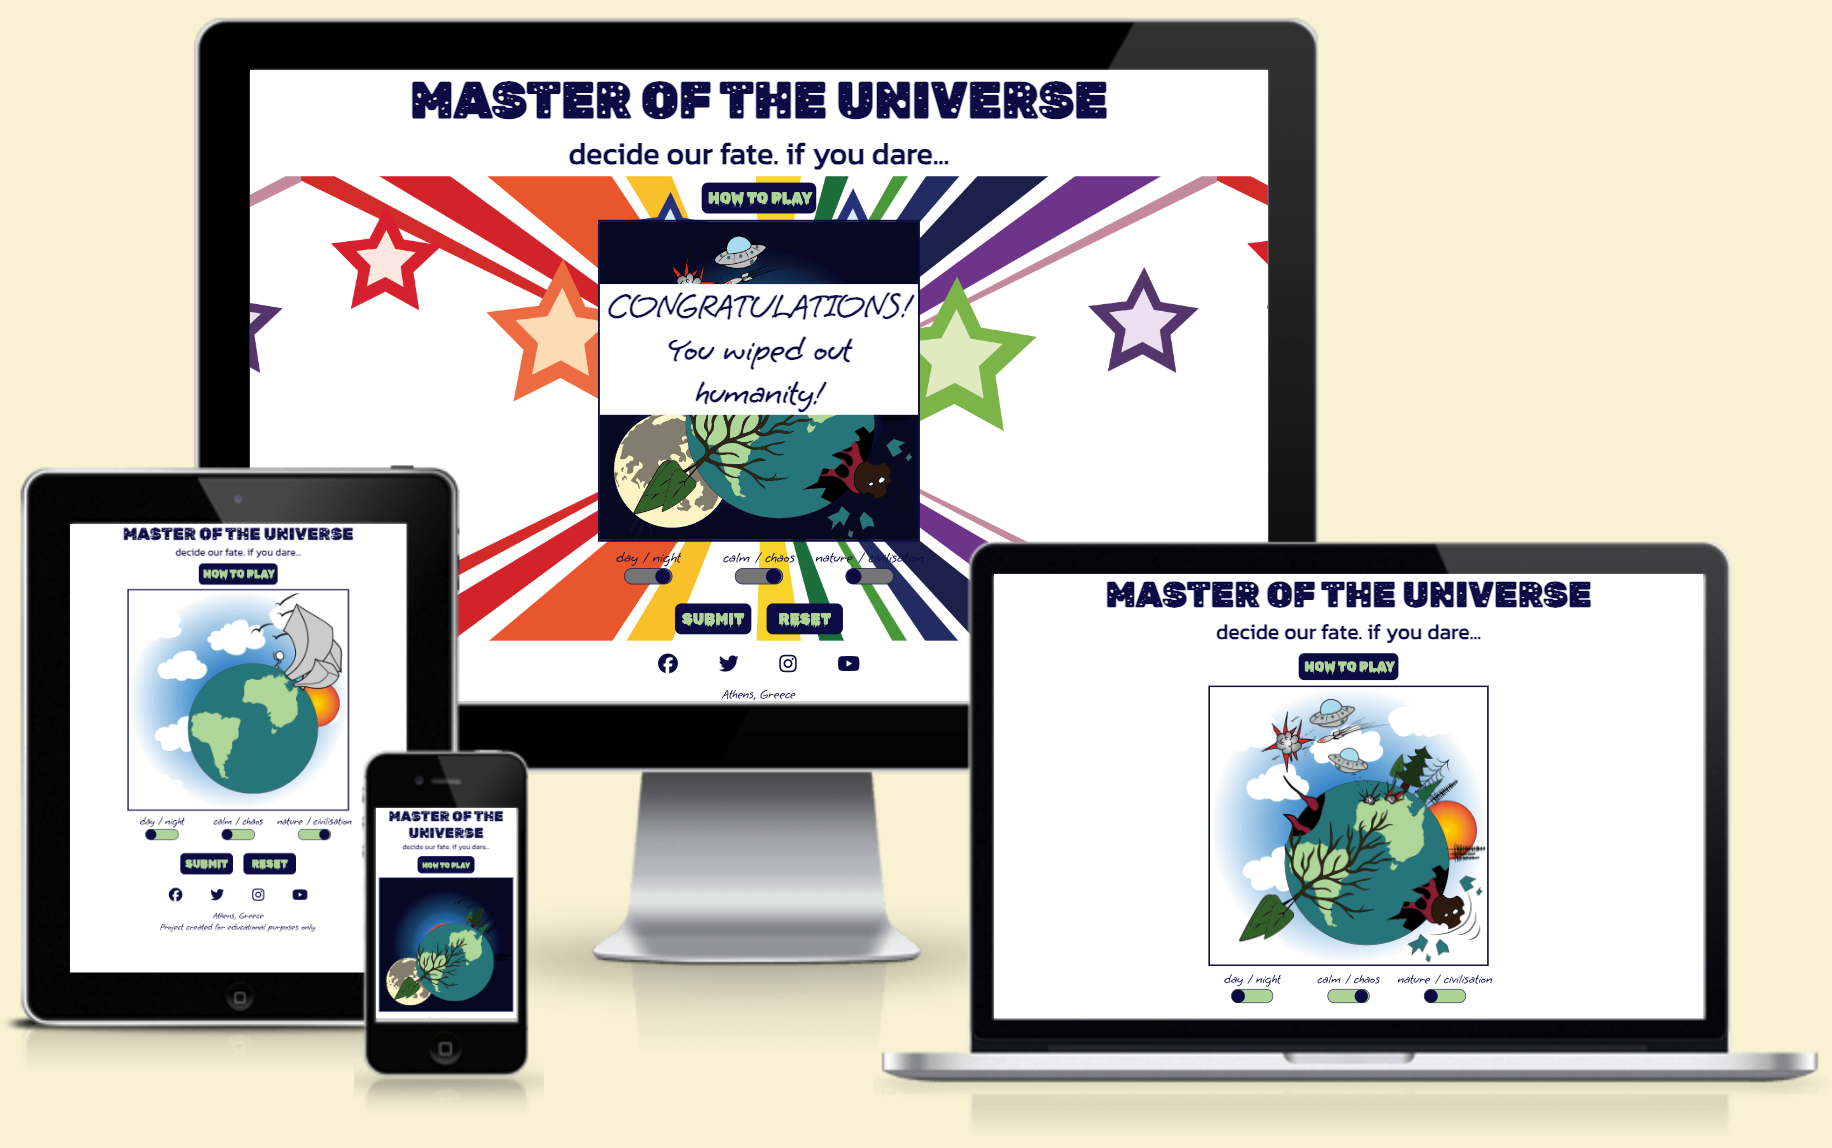 MASTER OF THE UNIVERSE
decide our fate. if you dare...
HOW TO PLAY
CONGRATULATIONS!
You wiped out
humanity!
day / night calm / chaos nature / civilisation
SUBMIT RESET
Athens, Greece
MASTER OF THE UNIVERSE
decide our fate. if you dare...
HOW TO PLAY
day / night calm / chaos nature / civilisation
SUBMIT RESET
Athens, Greece
Project created for educational purposes only.
MASTER OF THE
UNIVERSE
decide our fate. if you dare...
HOW TO PLAY
MASTER OF THE UNIVERSE
decide our fate. if you dare...
HOW TO PLAY
day / night calm / chaos nature / civilisation